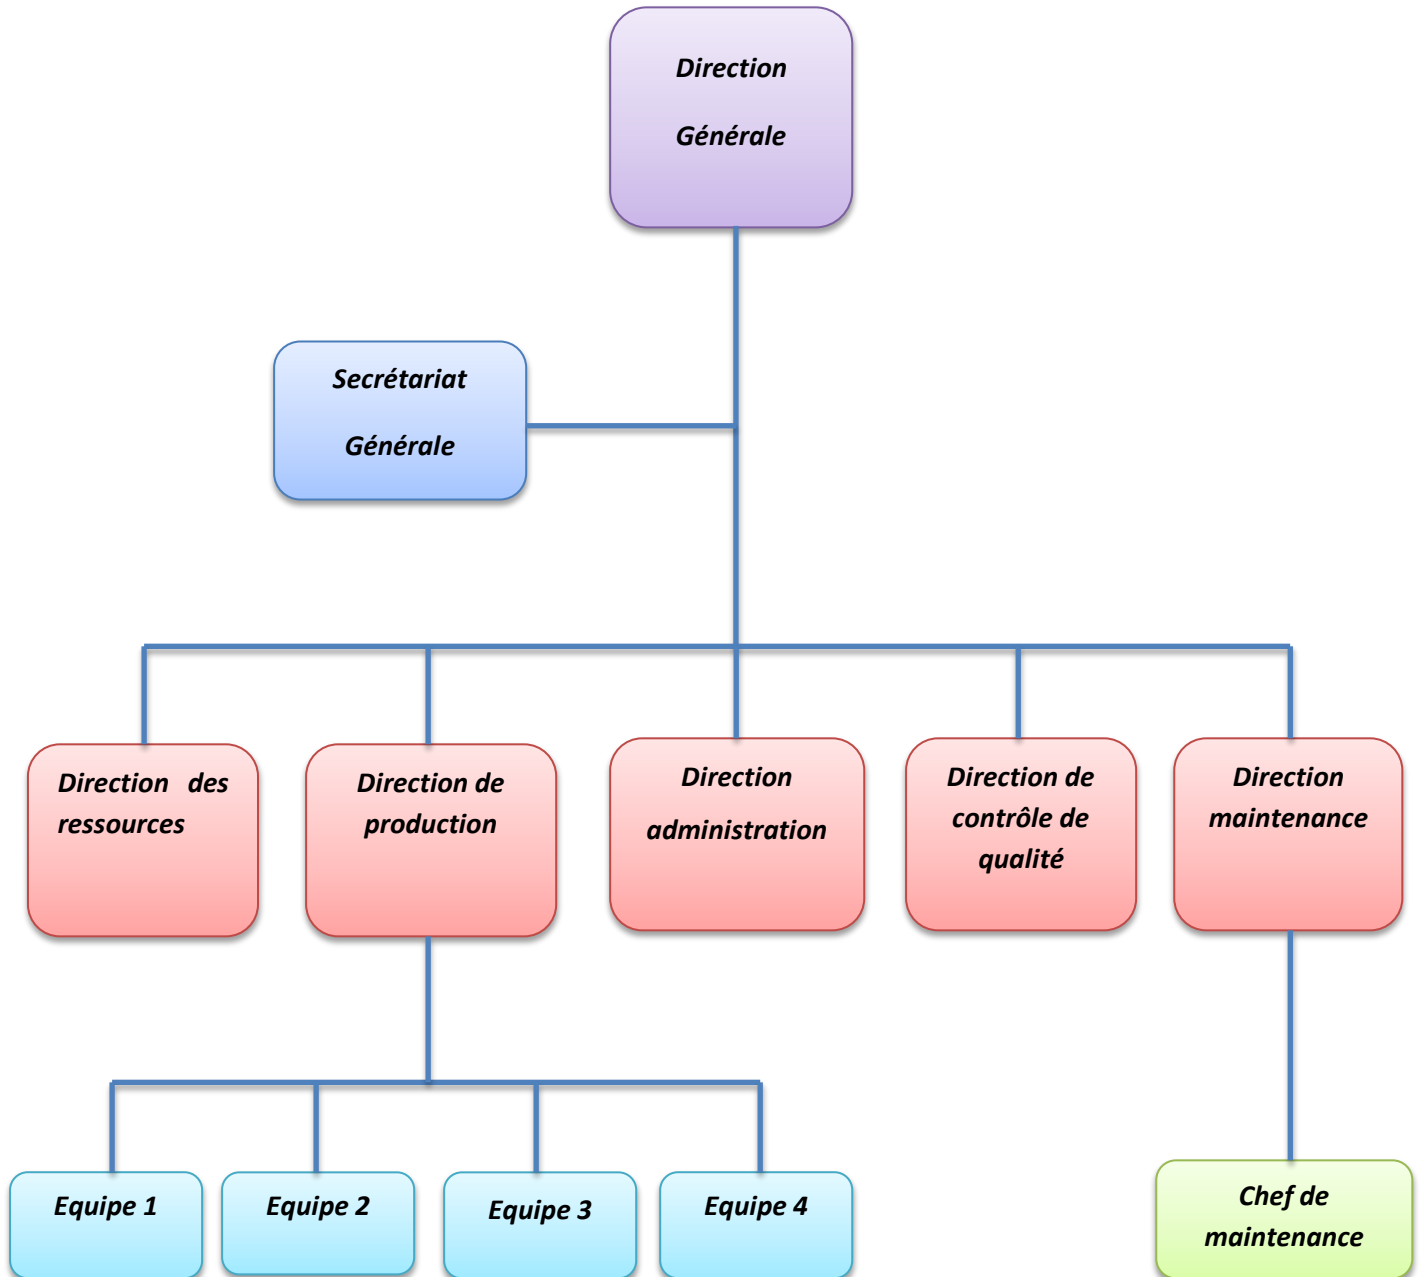 Direction
Générale
Secrétariat
Générale
Direction des
ressources
Direction de
production
Direction
administration
Direction de
contrôle de
qualité
Direction
maintenance
Equipe 1
Equipe 2
Equipe 3
Equipe 4
Chef de
maintenance